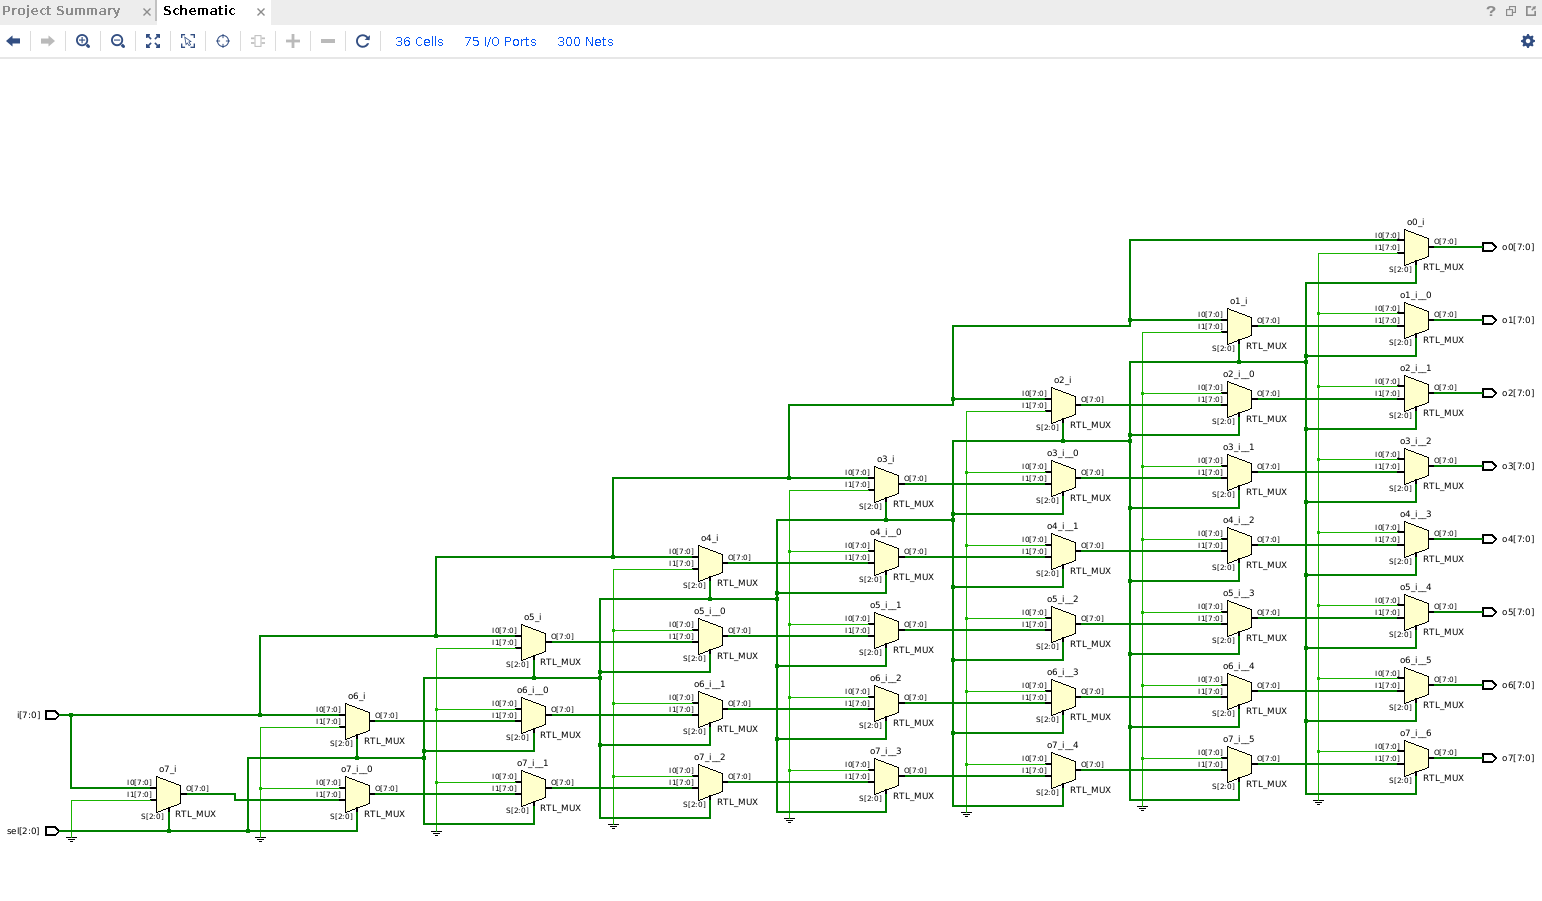 Project Summary
Schematic
36 Cells 75 I/O Ports 300 Nets
o0_i
I0[7:0] O[7:0]
I1[7:0] o0[7:0]
S[2:0] RTL_MUX
o1_i o1_i__0
I0[7:0] O[7:0] I0[7:0] O[7:0]
I1[7:0] I1[7:0] o1[7:0]
S[2:0] RTL_MUX S[2:0] RTL_MUX
o2_i o2_i__0 o2_i__1
I0[7:0] O[7:0] I0[7:0] O[7:0] I0[7:0] O[7:0]
I1[7:0] I1[7:0] I1[7:0] o2[7:0]
S[2:0] RTL_MUX S[2:0] RTL_MUX S[2:0] RTL_MUX
o3_i o3_i__0 o3_i__1 o3_i__2
I0[7:0] O[7:0] I0[7:0] O[7:0] I0[7:0] O[7:0] I0[7:0] O[7:0]
I1[7:0] I1[7:0] I1[7:0] I1[7:0] o3[7:0]
S[2:0] RTL_MUX S[2:0] RTL_MUX S[2:0] RTL_MUX S[2:0] RTL_MUX
o4_i o4_i__0 o4_i__1 o4_i__2 o4_i__3
I0[7:0] O[7:0] I0[7:0] O[7:0] I0[7:0] O[7:0] I0[7:0] O[7:0] I0[7:0] O[7:0]
I1[7:0] I1[7:0] I1[7:0] I1[7:0] I1[7:0] o4[7:0]
S[2:0] RTL_MUX S[2:0] RTL_MUX S[2:0] RTL_MUX S[2:0] RTL_MUX S[2:0] RTL_MUX
o5_i o5_i__0 o5_i__1 o5_i__2 o5_i__3 o5_i__4
I0[7:0] O[7:0] I0[7:0] O[7:0] I0[7:0] O[7:0] I0[7:0] O[7:0] I0[7:0] O[7:0] I0[7:0] O[7:0]
I1[7:0] I1[7:0] I1[7:0] I1[7:0] I1[7:0] I1[7:0] o5[7:0]
S[2:0] RTL_MUX S[2:0] RTL_MUX S[2:0] RTL_MUX S[2:0] RTL_MUX S[2:0] RTL_MUX S[2:0] RTL_MUX
o6_i o6_i__0 o6_i__1 o6_i__2 o6_i__3 o6_i__4 o6_i__5
i[7:0] I0[7:0] O[7:0] I0[7:0] O[7:0] I0[7:0] O[7:0] I0[7:0] O[7:0] I0[7:0] O[7:0] I0[7:0] O[7:0] I0[7:0] O[7:0]
I1[7:0] I1[7:0] I1[7:0] I1[7:0] I1[7:0] I1[7:0] I1[7:0] o6[7:0]
S[2:0] RTL_MUX S[2:0] RTL_MUX S[2:0] RTL_MUX S[2:0] RTL_MUX S[2:0] RTL_MUX S[2:0] RTL_MUX S[2:0] RTL_MUX
o7_i o7_i__0 o7_i__1 o7_i__2 o7_i__3 o7_i__4 o7_i__5 o7_i__6
I0[7:0] O[7:0] I0[7:0] O[7:0] I0[7:0] O[7:0] I0[7:0] O[7:0] I0[7:0] O[7:0] I0[7:0] O[7:0] I0[7:0] O[7:0] I0[7:0] O[7:0]
I1[7:0] I1[7:0] I1[7:0] I1[7:0] I1[7:0] I1[7:0] I1[7:0] I1[7:0] o7[7:0]
S[2:0] RTL_MUX S[2:0] RTL_MUX S[2:0] RTL_MUX S[2:0] RTL_MUX S[2:0] RTL_MUX S[2:0] RTL_MUX S[2:0] RTL_MUX S[2:0] RTL_MUX
sel[2:0]